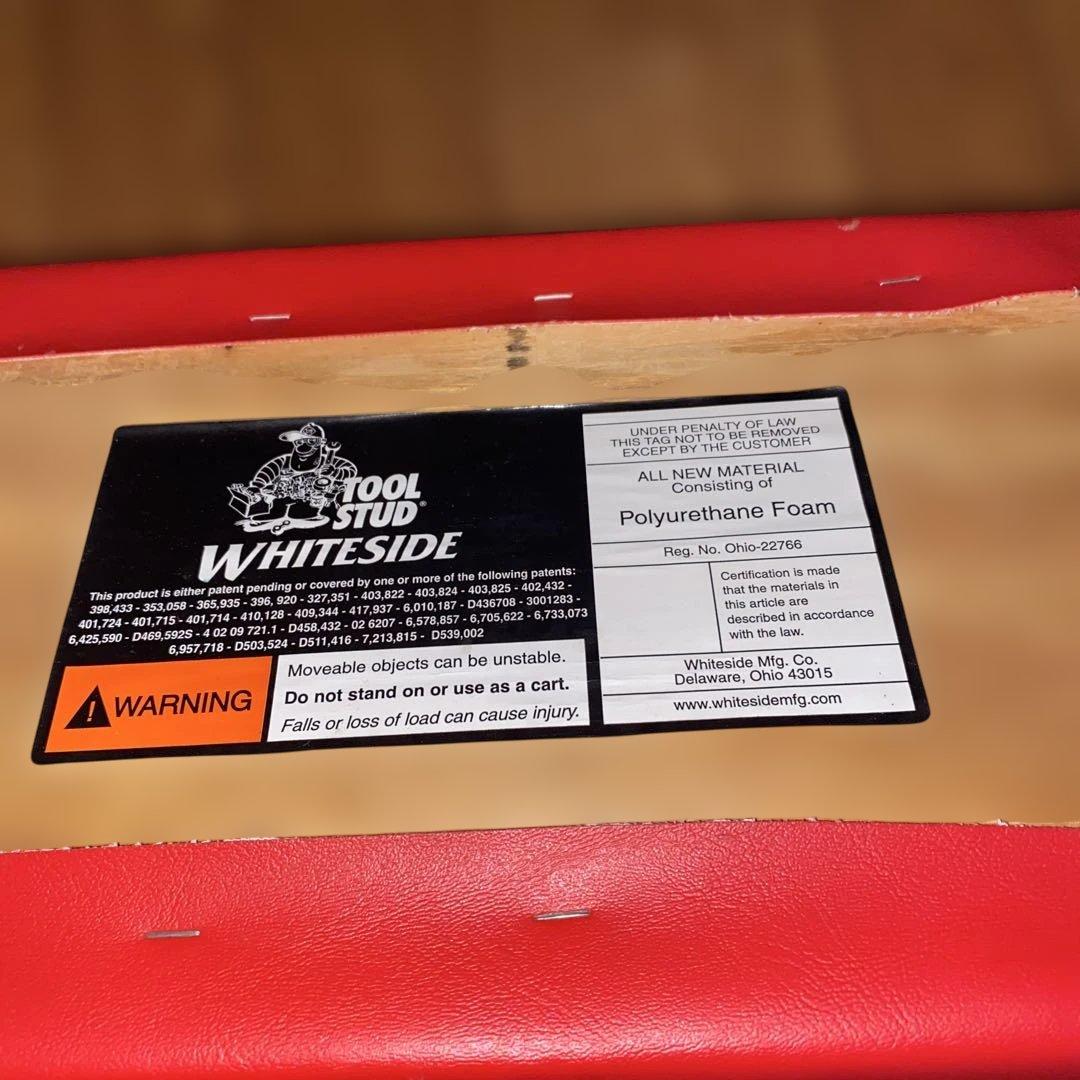 TOOL
STUD®
WHITESIDE
This product is either patent pending or covered by one or more of the following patents:
398,433 - 353,058 - 365,935 - 396, 920 - 327,351 - 403,822 - 403,824 - 403,825 - 402,432 -
401,724 - 401,715 - 401,714 - 410,128 - 409,344 - 417,937 - 6,010,187 - D436708 - 3001283 -
6,425,590 - D469,592S - 4 02 09 721.1 - D458,432 - 02 6207 - 6,578,857 - 6,705,622 - 6,733,073
6,957,718 - D503,524 - D511,416 - 7,213,815 - D539,002
! WARNING
Moveable objects can be unstable.
Do not stand on or use as a cart.
Falls or loss of load can cause injury.
UNDER PENALTY OF LAW
THIS TAG NOT TO BE REMOVED
EXCEPT BY THE CUSTOMER
ALL NEW MATERIAL
Consisting of
Polyurethane Foam
Reg. No. Ohio-22766
Certification is made
that the materials in
this article are
described in accordance
with the law.
Whiteside Mfg. Co.
Delaware, Ohio 43015
www.whitesidemfg.com